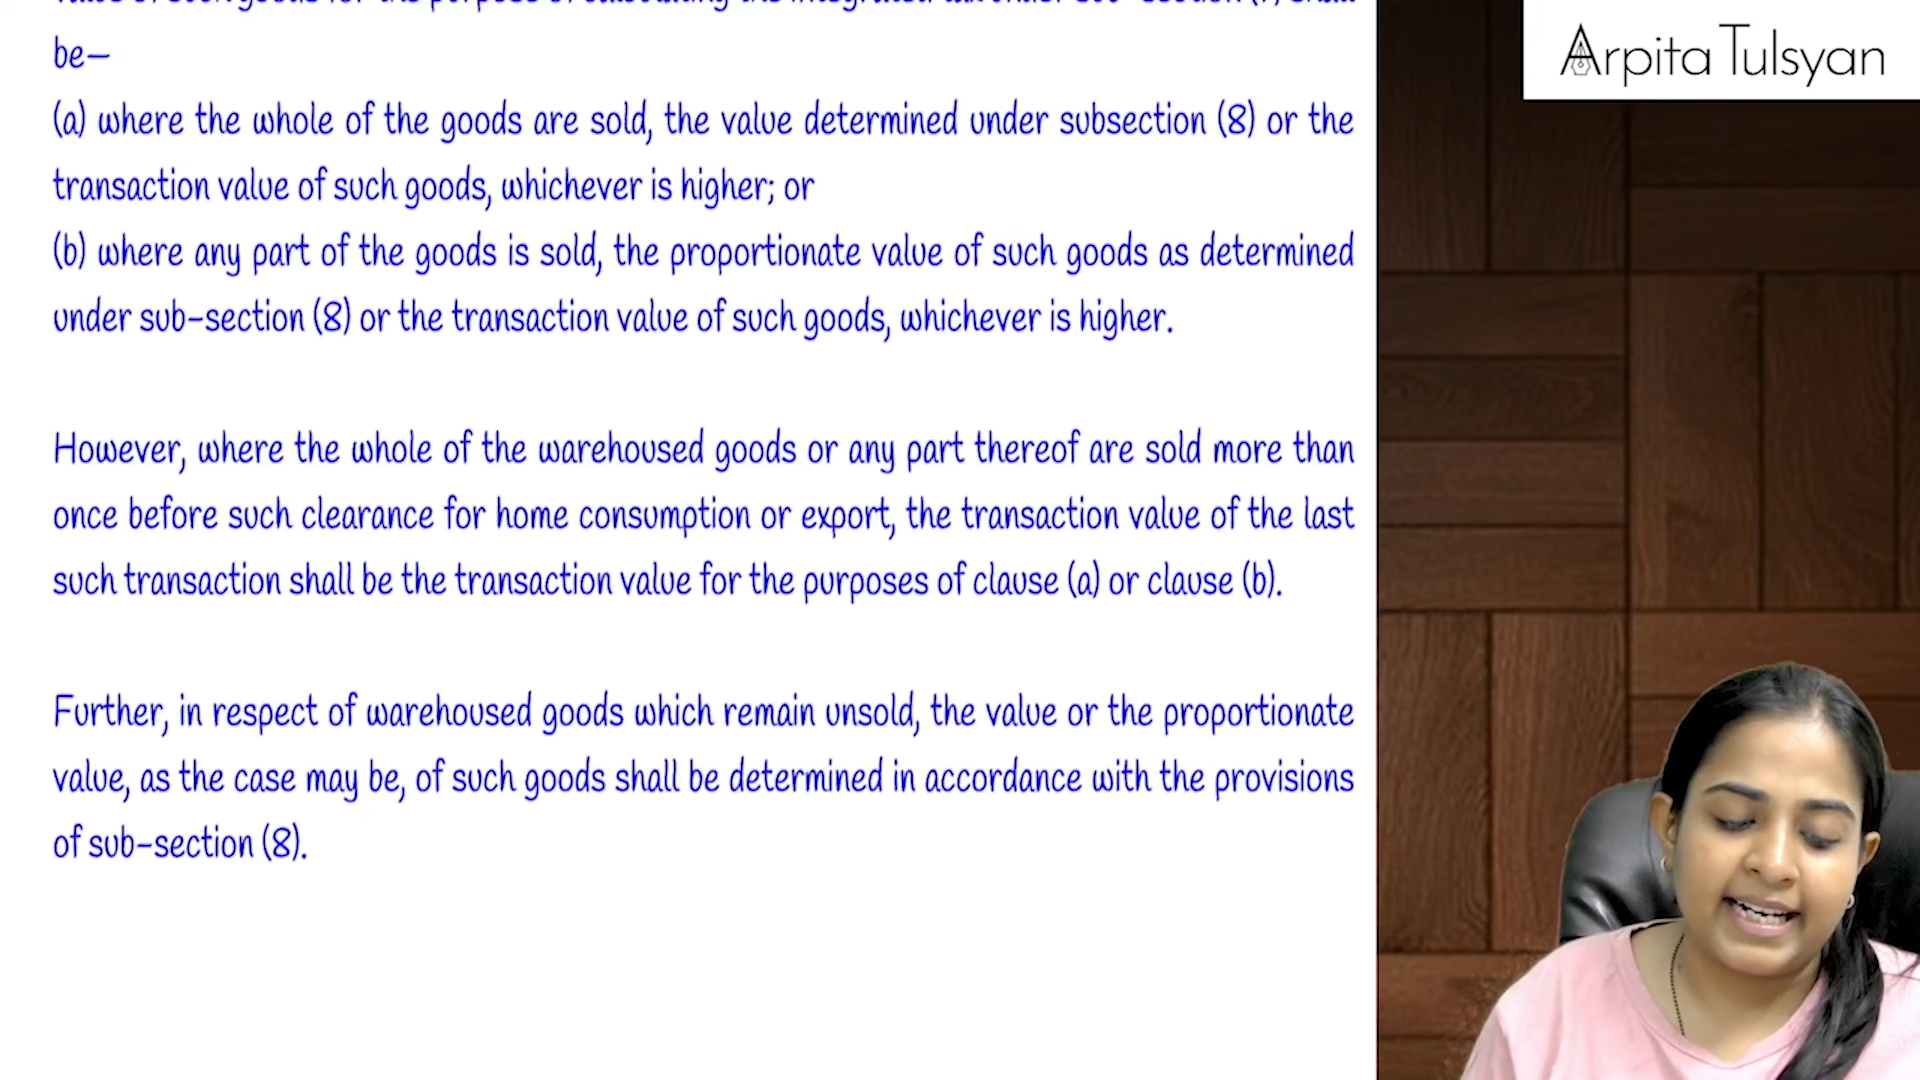 be—
(a) where the whole of the goods are sold, the value determined under subsection (8) or the
transaction value of such goods, whichever is higher; or
(b) where any part of the goods is sold, the proportionate value of such goods as determined
under sub-section (8) or the transaction value of such goods, whichever is higher.
However, where the whole of the warehoused goods or any part thereof are sold more than
once before such clearance for home consumption or export, the transaction value of the last
such transaction shall be the transaction value for the purposes of clause (a) or clause (b).
Further, in respect of warehoused goods which remain unsold, the value or the proportionate
value, as the case may be, of such goods shall be determined in accordance with the provisions
of sub-section (8).
Arpita Tulsyan